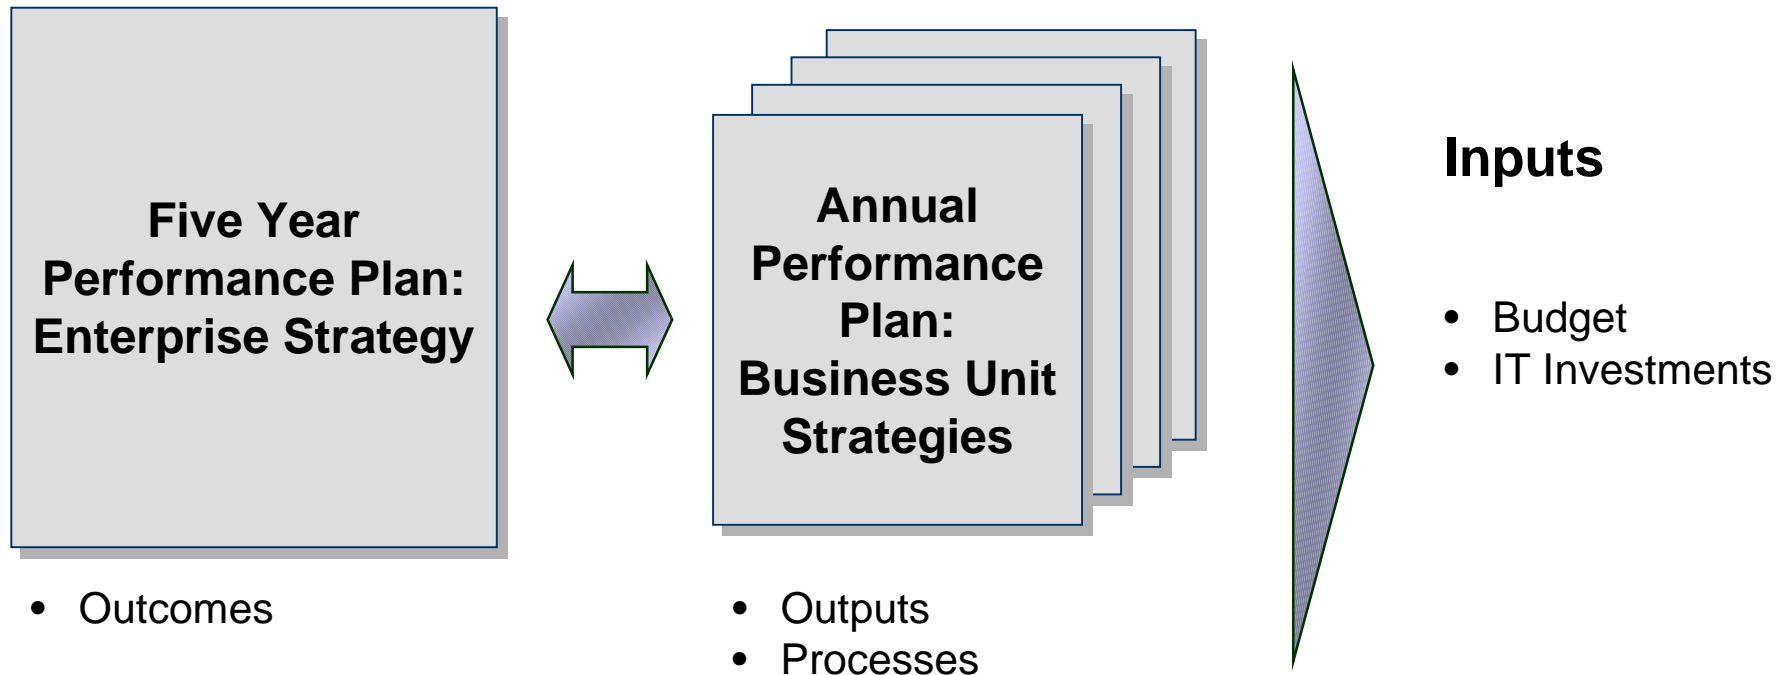 Five Year
Performance Plan:
Enterprise Strategy
• Outcomes
Annual
Performance
Plan:
Business Unit
Strategies
• Outputs
• Processes
Inputs
• Budget
• IT Investments